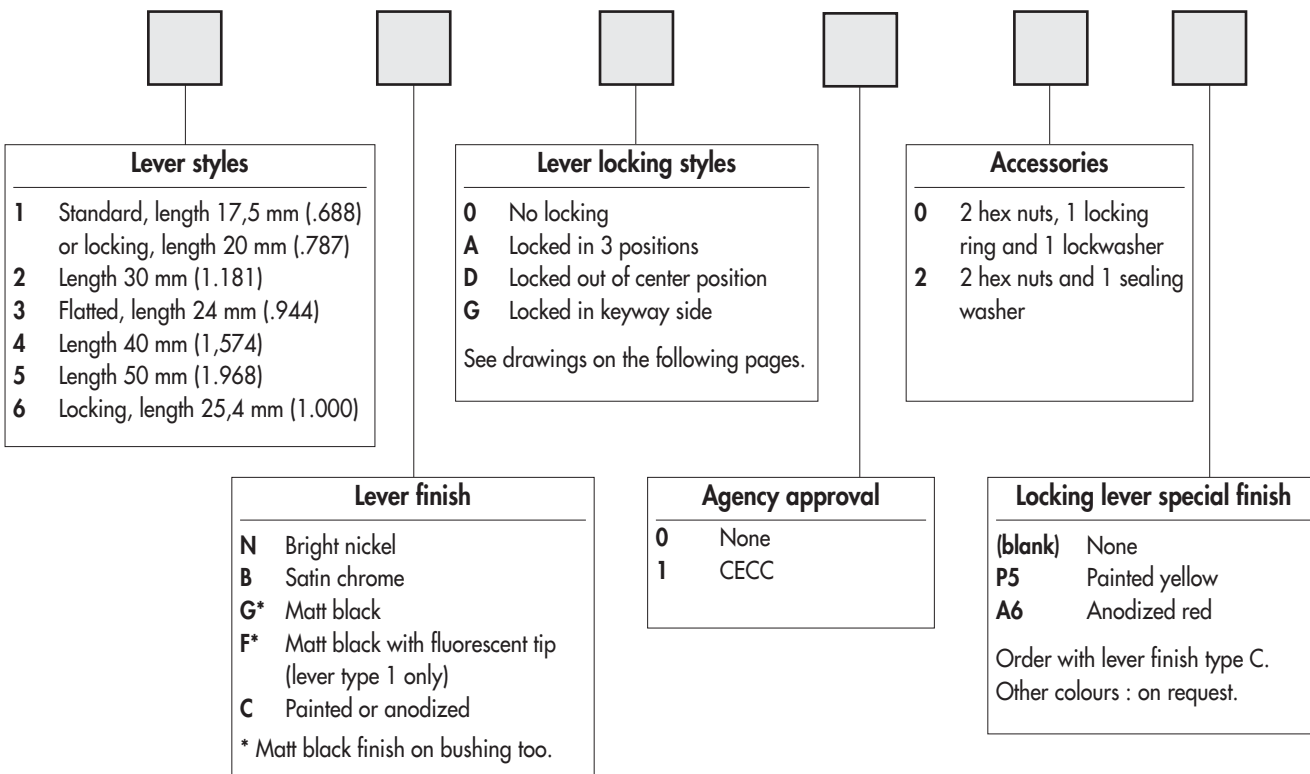 Lever styles
1 Standard, length 17,5 mm (.688)
or locking, length 20 mm (.787)
2 Length 30 mm (1.181)
3 Flatted, length 24 mm (.944)
4 Length 40 mm (1,574)
5 Length 50 mm (1.968)
6 Locking, length 25,4 mm (1.000)
Lever locking styles
0 No locking
A Locked in 3 positions
D Locked out of center position
G Locked in keyway side
See drawings on the following pages.
Accessories
0 2 hex nuts, 1 locking
ring and 1 lockwasher
2 2 hex nuts and 1 sealing
washer
Lever finish
N Bright nickel
B Satin chrome
G* Matt black
F* Matt black with fluorescent tip
(lever type 1 only)
C Painted or anodized
* Matt black finish on bushing too.
Agency approval
0 None
1 CECC
Locking lever special finish
(blank) None
P5 Painted yellow
A6 Anodized red
Order with lever finish type C.
Other colours : on request.